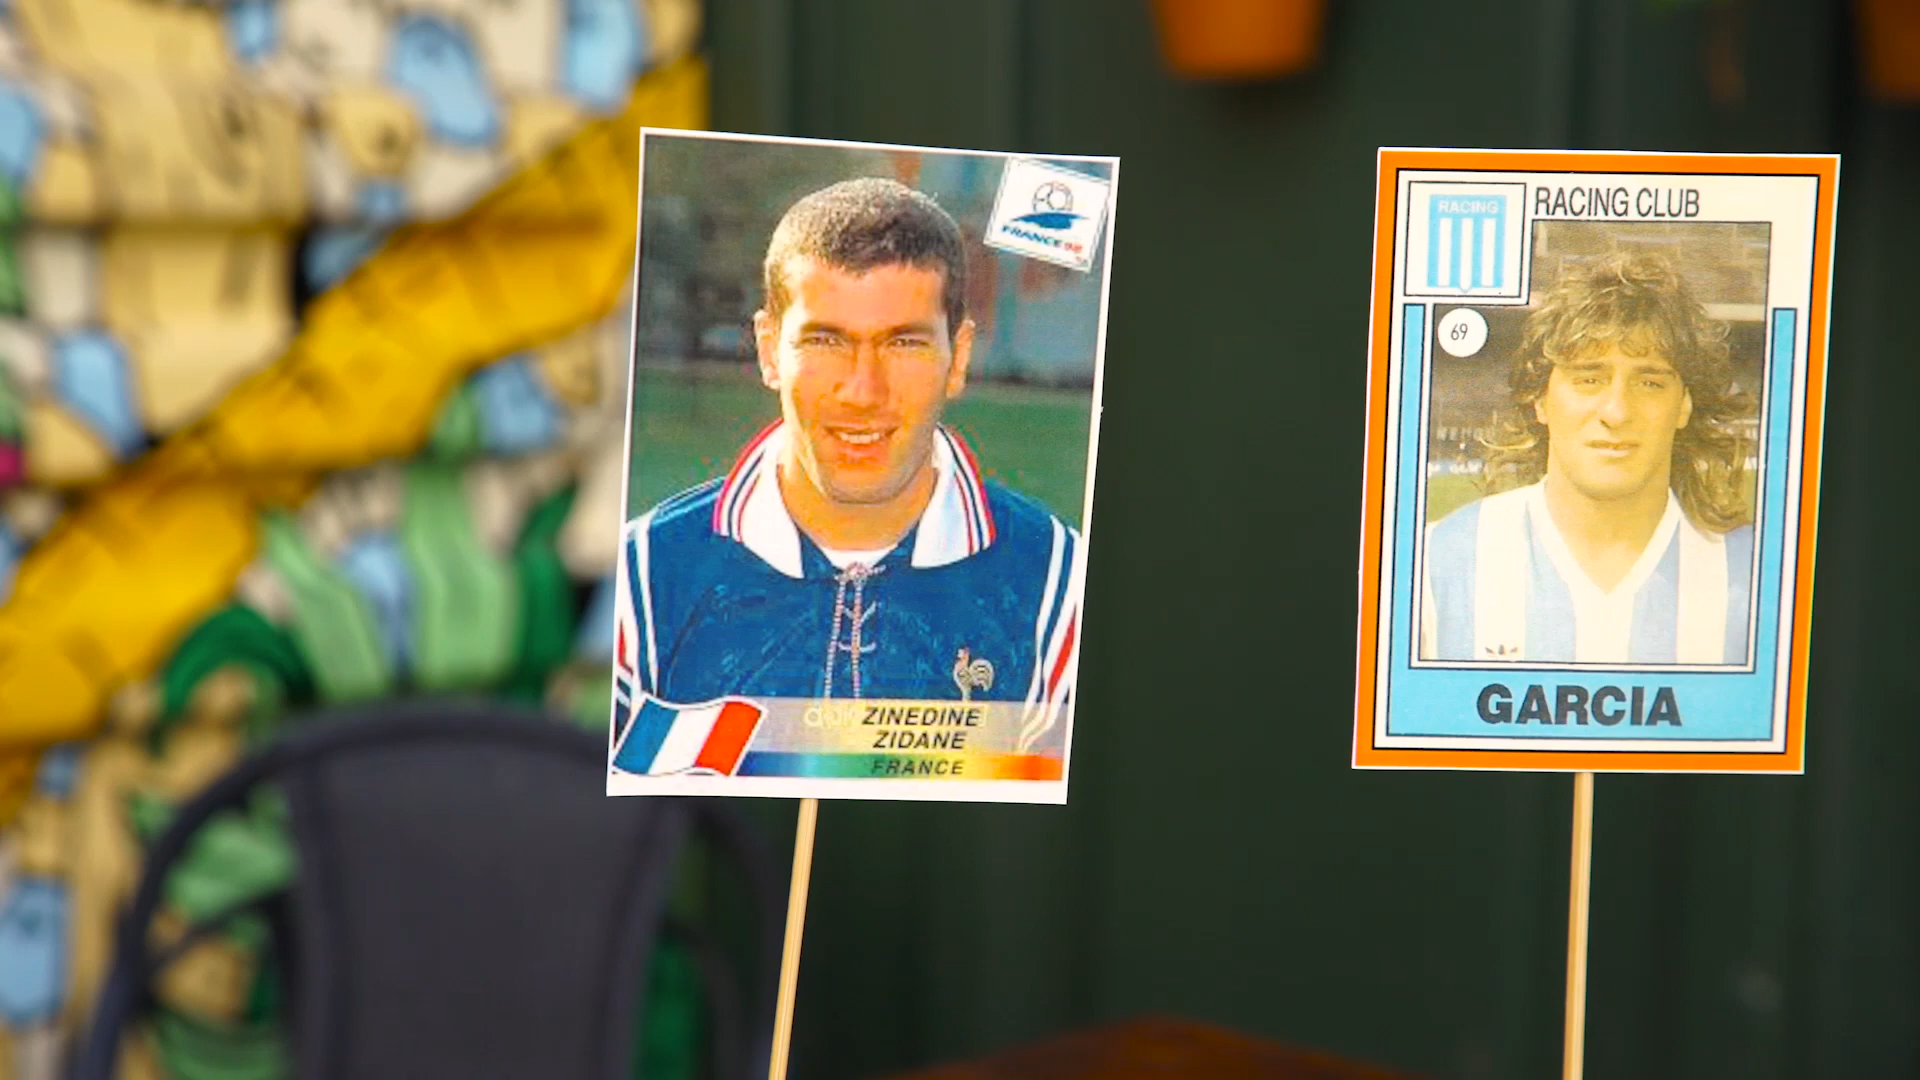 FRANCE 98
ZINEDINE
ZIDANE
FRANCE
RACING
RACING CLUB
69
GARCIA